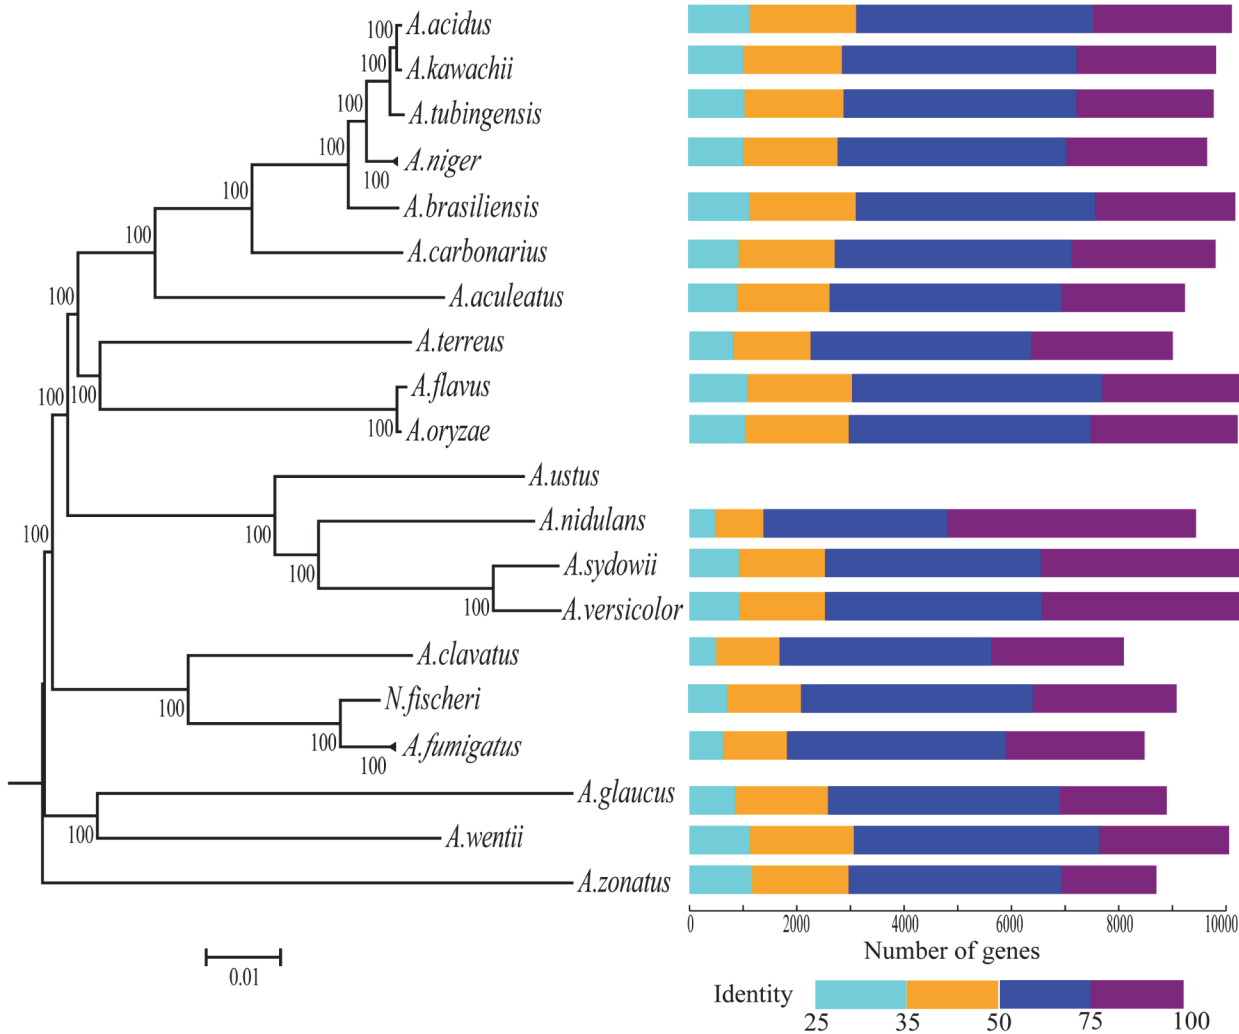 100 A.acidus
100 A.kawachii
100 A.tubingensis
100 A.niger
100
100 A.brasiliensis
100 A.carbonarius
100 A.aculeatus
100 A.terreus
100 A.flavus
100 A.oryzae
100
A.ustus
100 A.nidulans
100 A.sydowii
100 A.versicolor
100
A.clavatus
100 N.fischeri
100 A.fumigatus
100
A.glaucus
100 A.wentii
A.zonatus
0.01
0 2000 4000 6000 8000 10000
Number of genes
Identity
25 35 50 75 100